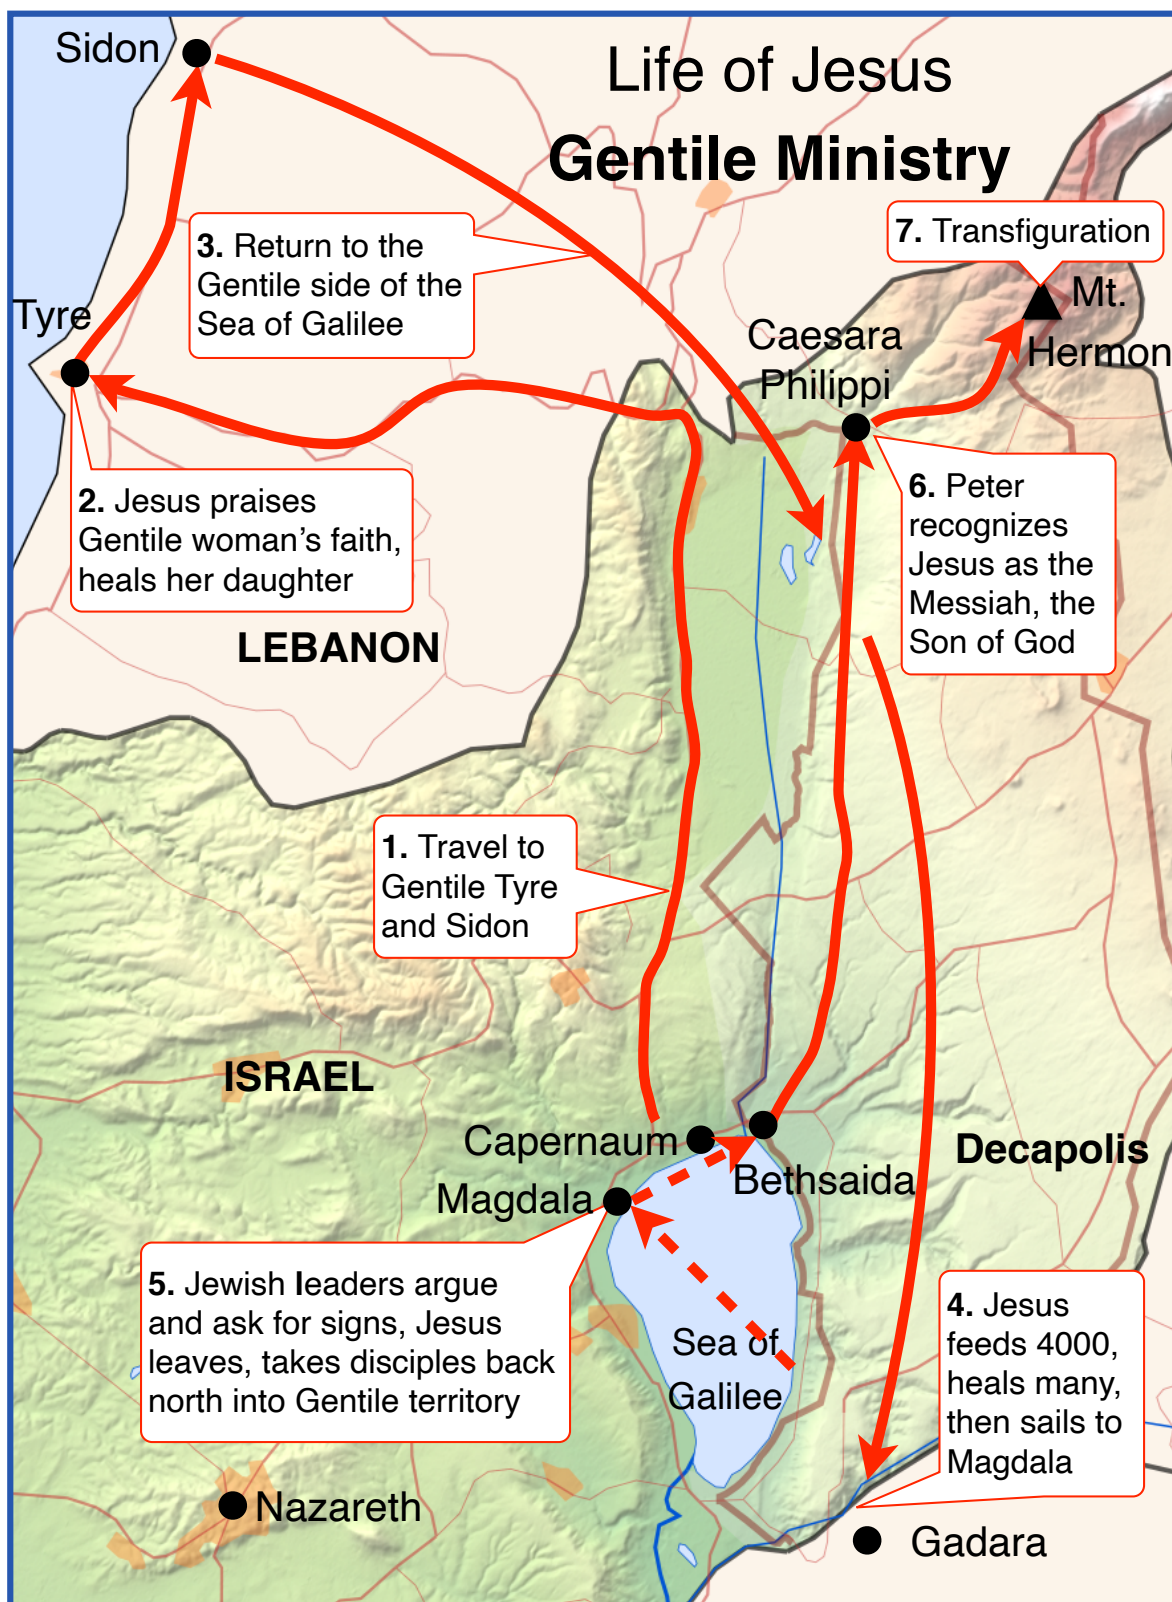 Life of Jesus
Gentile Ministry
Sidon
3. Return to the
Gentile side of the
Sea of Galilee
7. Transfiguration
Mt.
Hermon
Tyre
Caesara
Philippi
2. Jesus praises
Gentile woman's faith,
heals her daughter
6. Peter
recognizes
Jesus as the
Messiah, the
Son of God
LEBANON
1. Travel to
Gentile Tyre
and Sidon
ISRAEL
Capernaum
Decapolis
Bethsaida
Magdala
5. Jewish leaders argue
and ask for signs, Jesus
leaves, takes disciples back
north into Gentile territory
Sea of
Galilee
4. Jesus
feeds 4000,
heals many,
then sails to
Magdala
Nazareth
Gadara